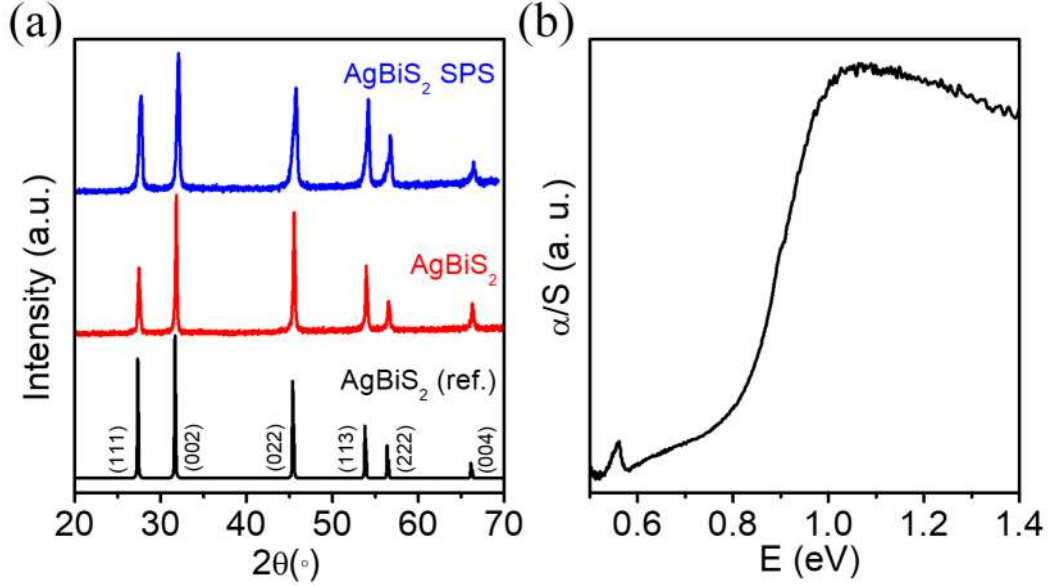 (a)
AgBiS₂ SPS
AgBiS₂
AgBiS₂ (ref.)
(111)
(002)
(022)
(113)
(222)
(004)
Intensity (a.u.)
20 30 40 50 60 70
2θ(◦)
(b)
α/S (a. u.)
0.6 0.8 1.0 1.2 1.4
E (eV)